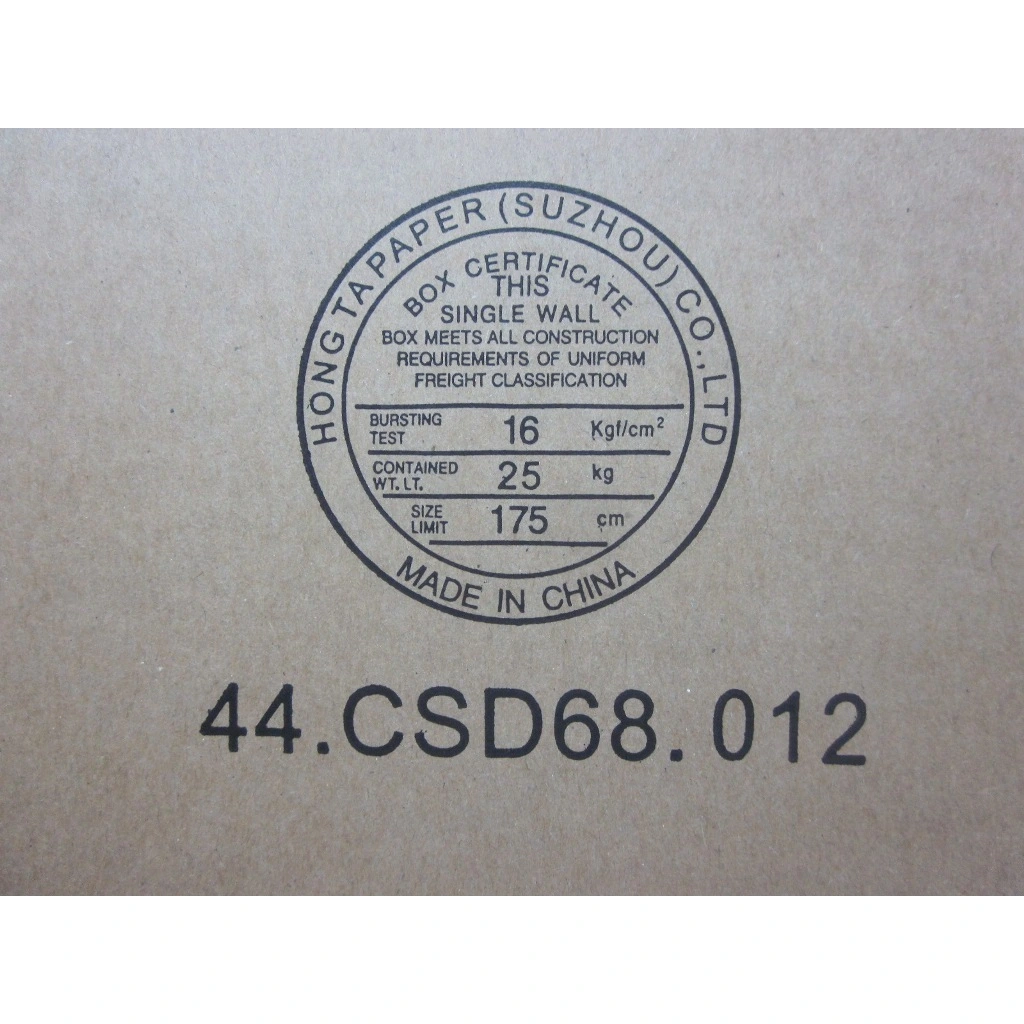 HONG TA PAPER (SUZHOU) CO.,LTD
BOX CERTIFICATE
THIS
SINGLE WALL
BOX MEETS ALL CONSTRUCTION
REQUIREMENTS OF UNIFORM
FREIGHT CLASSIFICATION
BURSTING TEST 16 Kgf/cm²
CONTAINED WT. LT. 25 kg
SIZE LIMIT 175 cm
MADE IN CHINA
44.CSD68.012